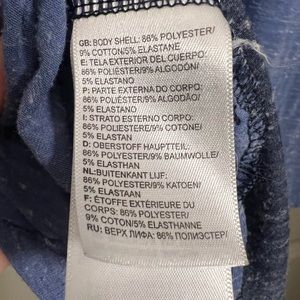 GB: BODY SHELL: 86% POLYESTER/
9% COTTON/5% ELASTANE
E: TELA EXTERIOR DEL CUERPO:
86% POLIÉSTER/9% ALGODÓN/
5% ELASTANO
P: PARTE EXTERNA DO CORPO:
86% POLIÉSTER/9% ALGODÃO/
5% ELASTANO
I: STRATO ESTERNO CORPO:
86% POLIESTERE/9% COTONE/
5% ELASTAN
D: OBERSTOFF HAUPTTEIL:
86% POLYESTER/9% BAUMWOLLE/
5% ELASTHAN
NL: BUITENKANT LIJF:
86% POLYESTER/9% KATOEN/
5% ELASTAAN
F: ÉTOFFE EXTÉRIEURE DU
CORPS: 86% POLYESTER/
9% COTON/5% ÉLASTHANNE
RU: ВЕРХ ЛИФА: 86% ПОЛИЭСТЕР/